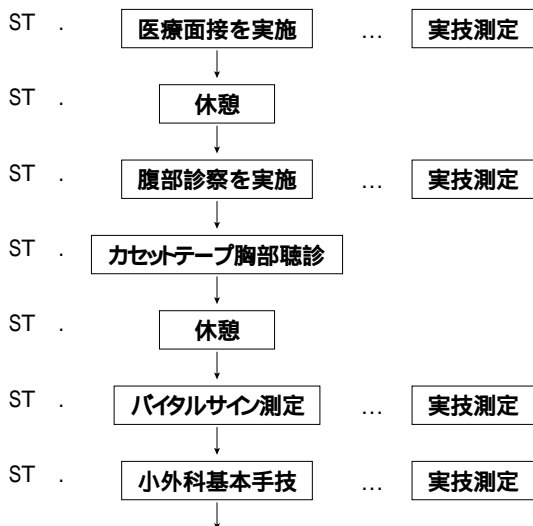 ST . 医療面接を実施 … 実技測定
ST . 休憩
ST . 腹部診察を実施 … 実技測定
ST . カセットテープ胸部聴診
ST . 休憩
ST . バイタルサイン測定 … 実技測定
ST . 小外科基本手技 … 実技測定